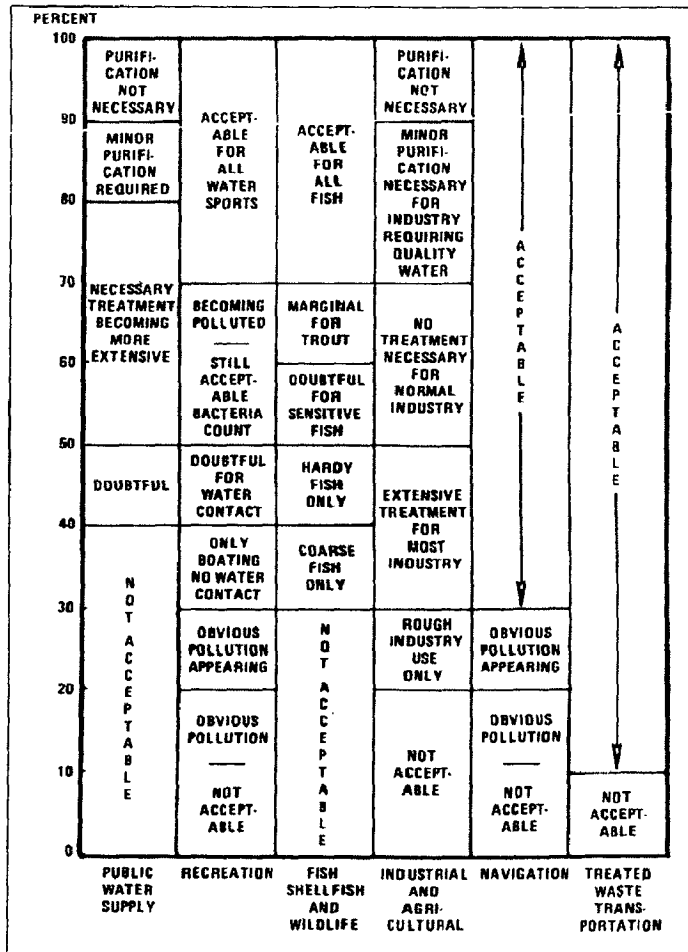 PERCENT
100
90
80
70
60
50
40
30
20
10
0
PURIFI-
CATION
NOT
NECESSARY
MINOR
PURIFI-
CATION
REQUIRED
NECESSARY
TREATMENT
BECOMING
MORE
EXTENSIVE
DOUBTFUL
NOT ACCEPTABLE
PUBLIC
WATER
SUPPLY
ACCEPT-
ABLE
FOR
ALL
WATER
SPORTS
BECOMING
POLLUTED
STILL
ACCEPT-
ABLE
BACTERIA
COUNT
DOUBTFUL
FOR
WATER
CONTACT
ONLY
BOATING
NO WATER
CONTACT
OBVIOUS
POLLUTION
APPEARING
OBVIOUS
POLLUTION
NOT
ACCEPT-
ABLE
RECREATION
ACCEPT-
ABLE
FOR
ALL
FISH
MARGINAL
FOR
TROUT
DOUBTFUL
FOR
SENSITIVE
FISH
HARDY
FISH
ONLY
COARSE
FISH
ONLY
NOT ACCEPTABLE
FISH
SHELLFISH
AND
WILDLIFE
PURIFI-
CATION
NOT
NECESSARY
MINOR
PURIFI-
CATION
NECESSARY
FOR
INDUSTRY
REQUIRING
QUALITY
WATER
NO
TREATMENT
NECESSARY
FOR
NORMAL
INDUSTRY
EXTENSIVE
TREATMENT
FOR
MOST
INDUSTRY
ROUGH
INDUSTRY
USE
ONLY
NOT
ACCEPT-
ABLE
INDUSTRIAL
AND
AGRI-
CULTURAL
ACCEPTABLE
OBVIOUS
POLLUTION
APPEARING
OBVIOUS
POLLUTION
NOT
ACCEPT-
ABLE
NAVIGATION
ACCEPTABLE
NOT
ACCEPT-
ABLE
TREATED
WASTE
TRANS-
PORTATION